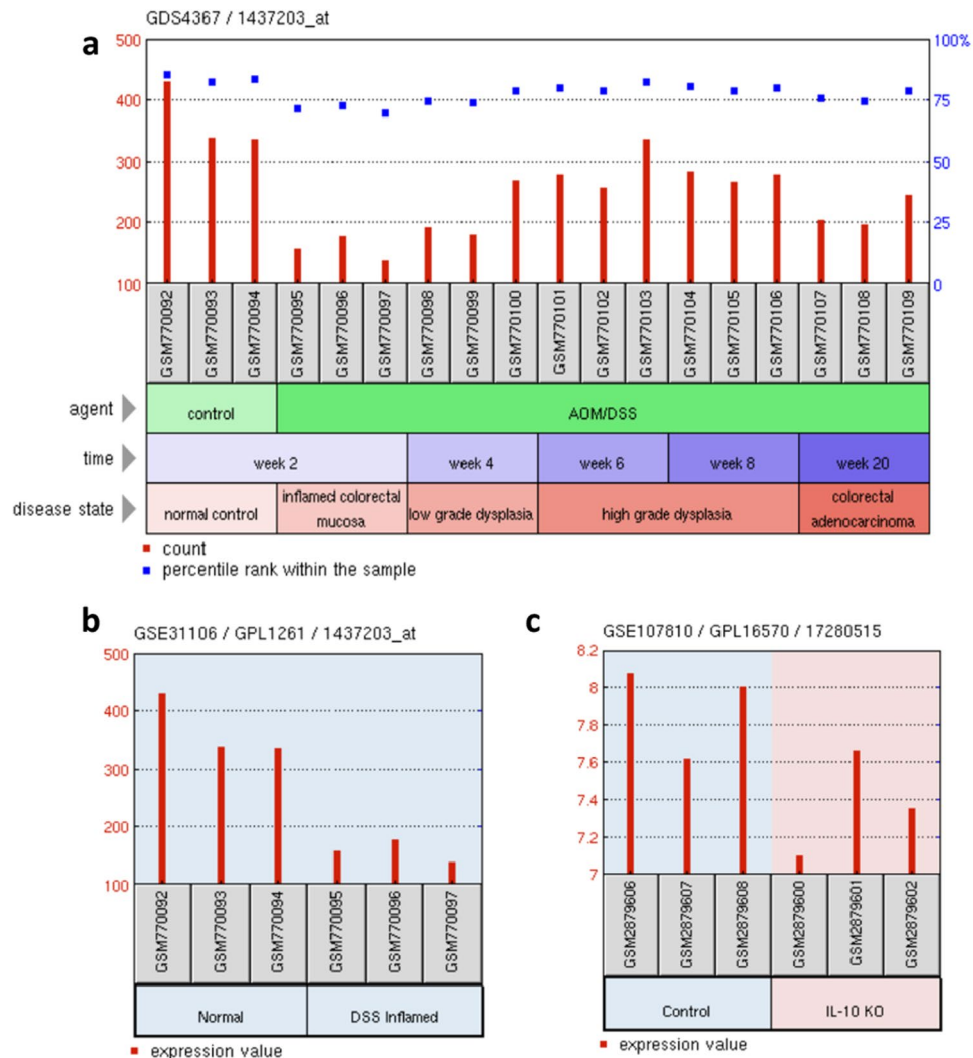 GDS4367 / 1437203_at
a
500 100%
400 75
300 50
200 25
100 0
GSM770092 GSM770093 GSM770094 GSM770095 GSM770096 GSM770097 GSM770098 GSM770099 GSM770100 GSM770101 GSM770102 GSM770103 GSM770104 GSM770105 GSM770106 GSM770107 GSM770108 GSM770109
agent control AOM/DSS
time week 2 week 4 week 6 week 8 week 20
disease state normal control inflamed colorectal mucosa low grade dysplasia high grade dysplasia colorectal adenocarcinoma
count
percentile rank within the sample
b
GSE31106 / GPL1261 / 1437203_at
500
400
300
200
100
GSM770092 GSM770093 GSM770094 GSM770095 GSM770096 GSM770097
Normal DSS Inflamed
expression value
c
GSE107810 / GPL16570 / 17280515
8.2
8
7.8
7.6
7.4
7.2
7
GSM2879606 GSM2879607 GSM2879608 GSM2879600 GSM2879601 GSM2879602
Control IL-10 KO
expression value